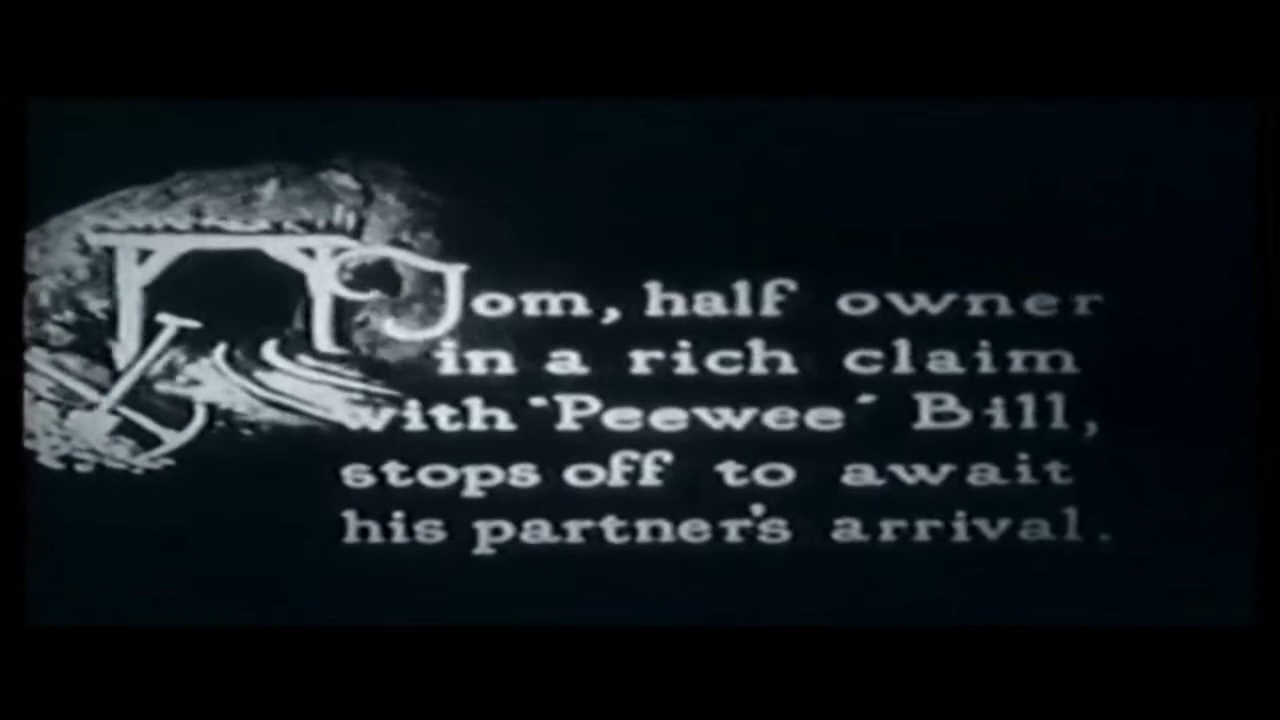 Tom, half owner
in a rich claim
with "Peewee" Bill,
stops off to await
his partner's arrival.